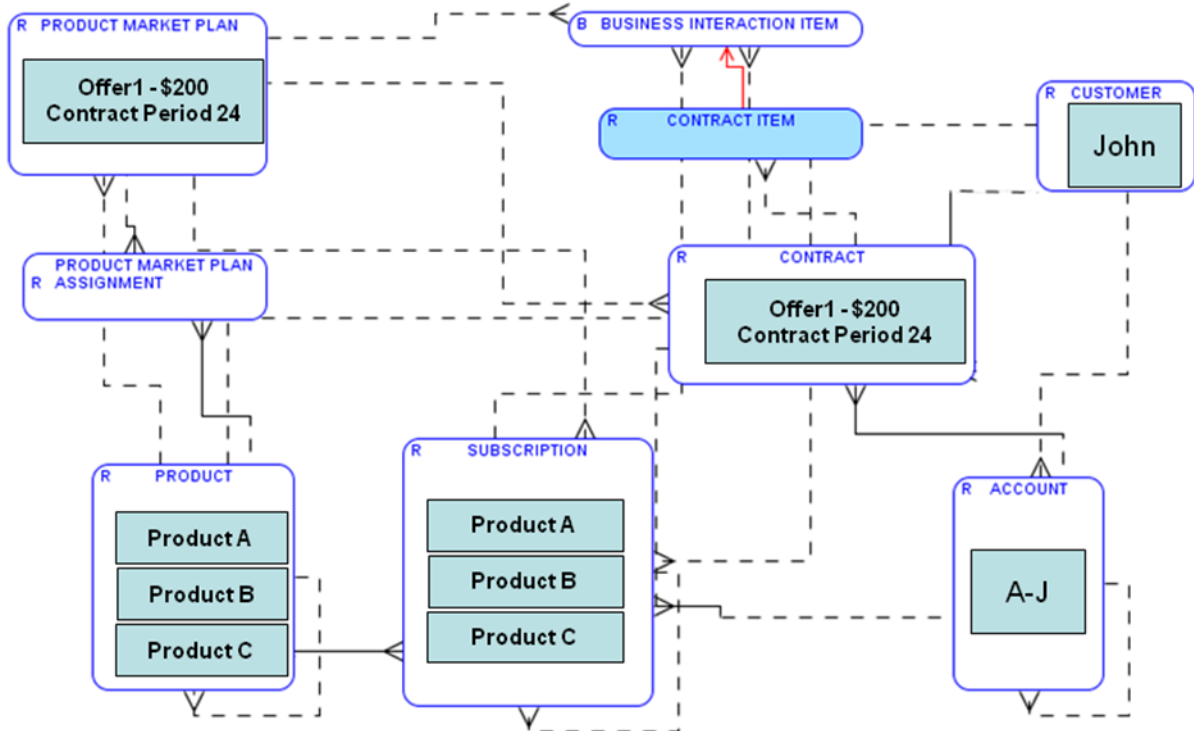 R PRODUCT MARKET PLAN
Offer1 - $200
Contract Period 24
B BUSINESS INTERACTION ITEM
R CONTRACT ITEM
R CUSTOMER
John
PRODUCT MARKET PLAN
R ASSIGNMENT
R CONTRACT
Offer1 - $200
Contract Period 24
R PRODUCT
Product A
Product B
Product C
R SUBSCRIPTION
Product A
Product B
Product C
R ACCOUNT
A-J